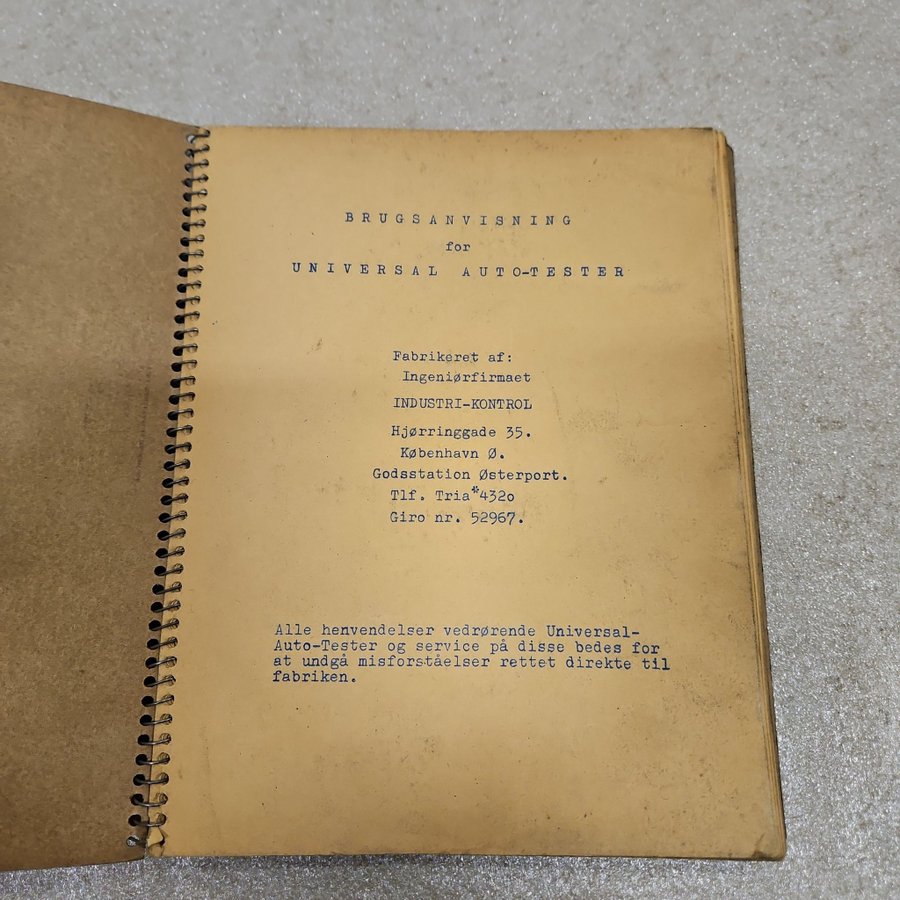 BRUGSANVISNING
for
UNIVERSAL AUTO-TESTER
Fabrikeret af:
Ingeniørfirmaet
INDUSTRI-KONTROL
Hjørringgade 35.
København Ø.
Godsstation Østerport.
Tlf. Tria*432o
Giro nr. 52967.
Alle henvendelser vedrørende Universal-
Auto-Tester og service på disse bedes for
at undgå misforståelser rettet direkte til
fabriken.